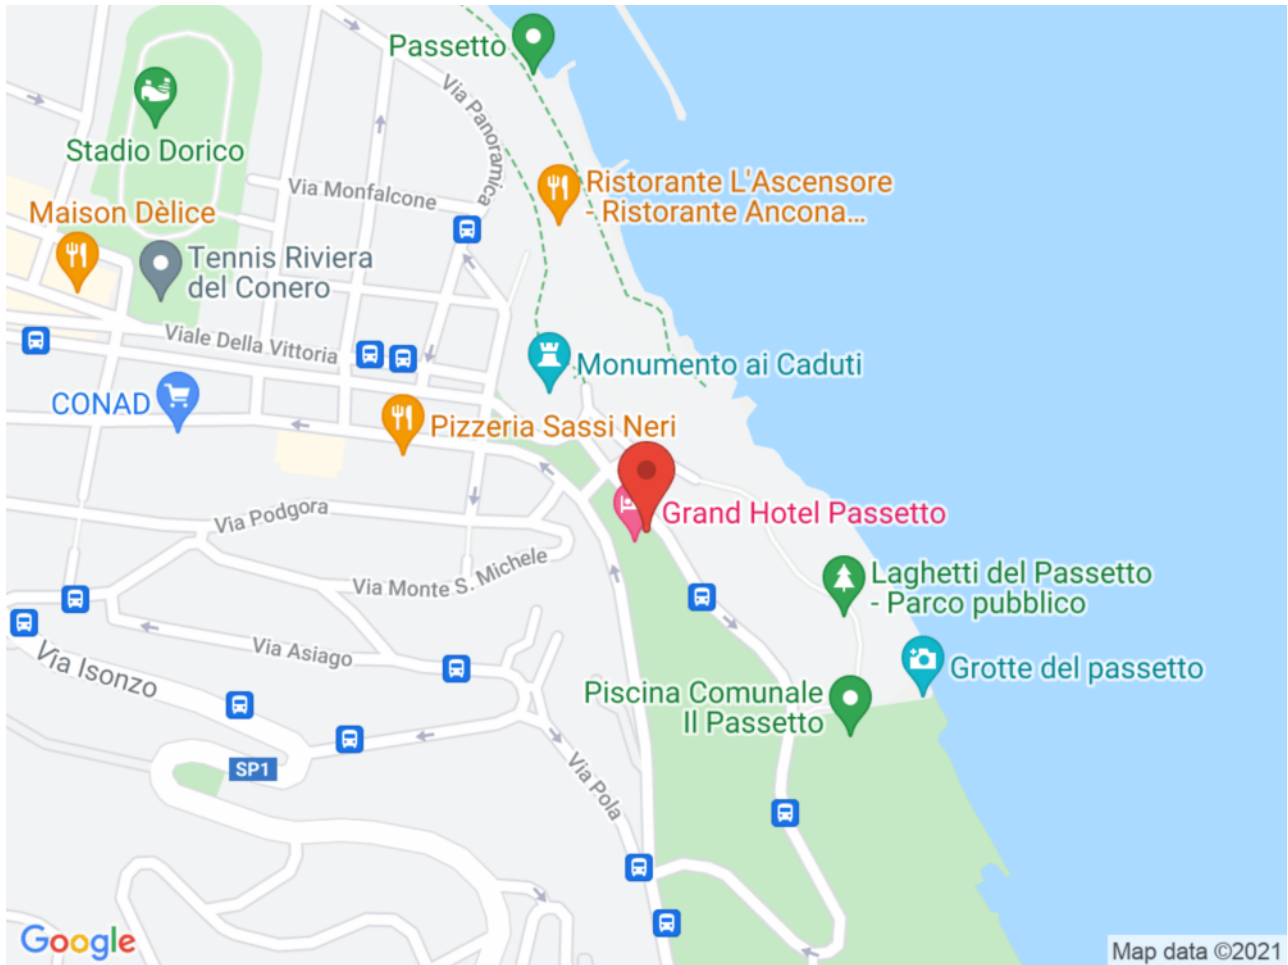 Passetto
Via Panoramica
Stadio Dorico
Via Monfalcone
Ristorante L'Ascensore
- Ristorante Ancona...
Maison Dèlice
Tennis Riviera
del Conero
Viale Della Vittoria
Monumento ai Caduti
CONAD
Pizzeria Sassi Neri
Via Podgora
Grand Hotel Passetto
Via Monte S. Michele
Laghetti del Passetto
- Parco pubblico
Via Asiago
Via Isonzo
Grotte del passetto
Piscina Comunale
Il Passetto
SP1
Via Pola
Google
Map data ©2021